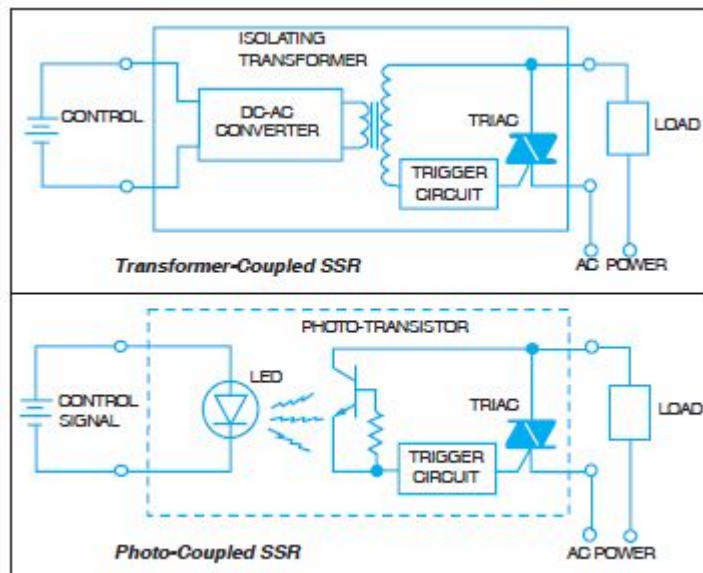 ISOLATING
TRANSFORMER
CONTROL
DC-AC
CONVERTER
TRIAC
LOAD
TRIGGER
CIRCUIT
Transformer-Coupled SSR
AC POWER
PHOTO-TRANSISTOR
LED
CONTROL
SIGNAL
TRIAC
LOAD
TRIGGER
CIRCUIT
Photo-Coupled SSR
AC POWER